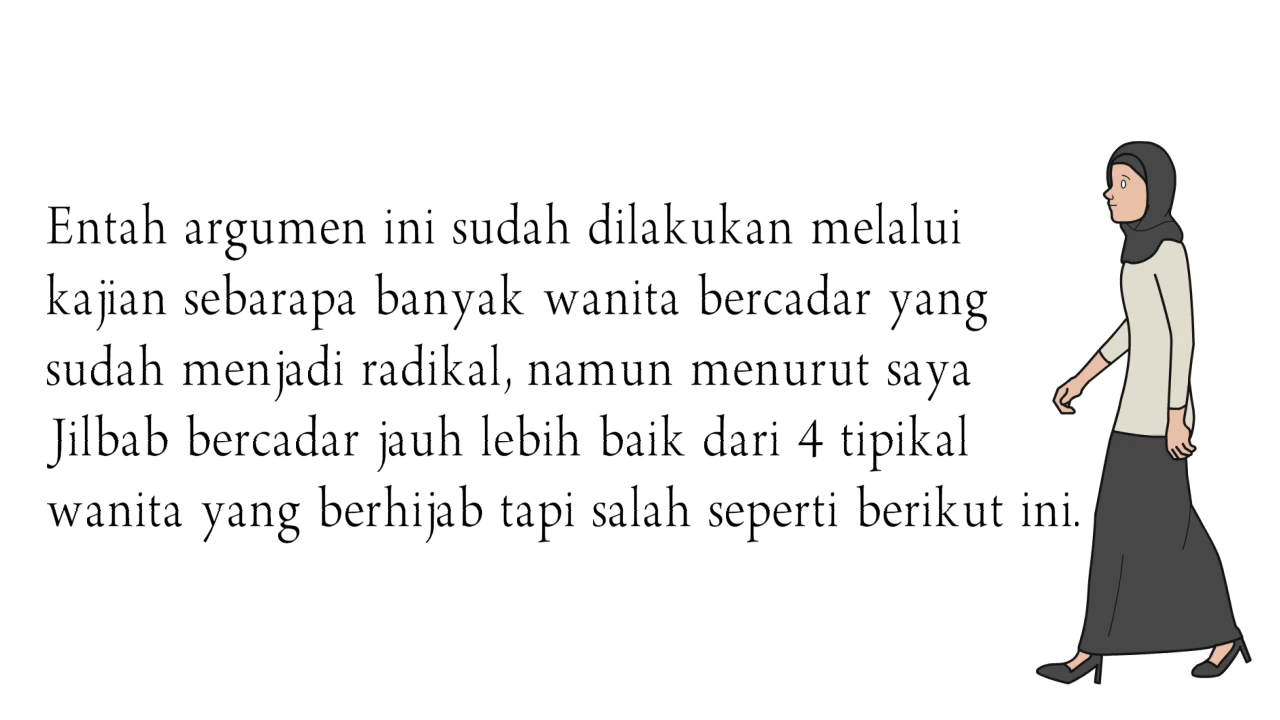 Entah argumen ini sudah dilakukan melalui
kajian sebarapa banyak wanita bercadar yang
sudah menjadi radikal, namun menurut saya
Jilbab bercadar jauh lebih baik dari 4 tipikal
wanita yang berhijab tapi salah seperti berikut ini.